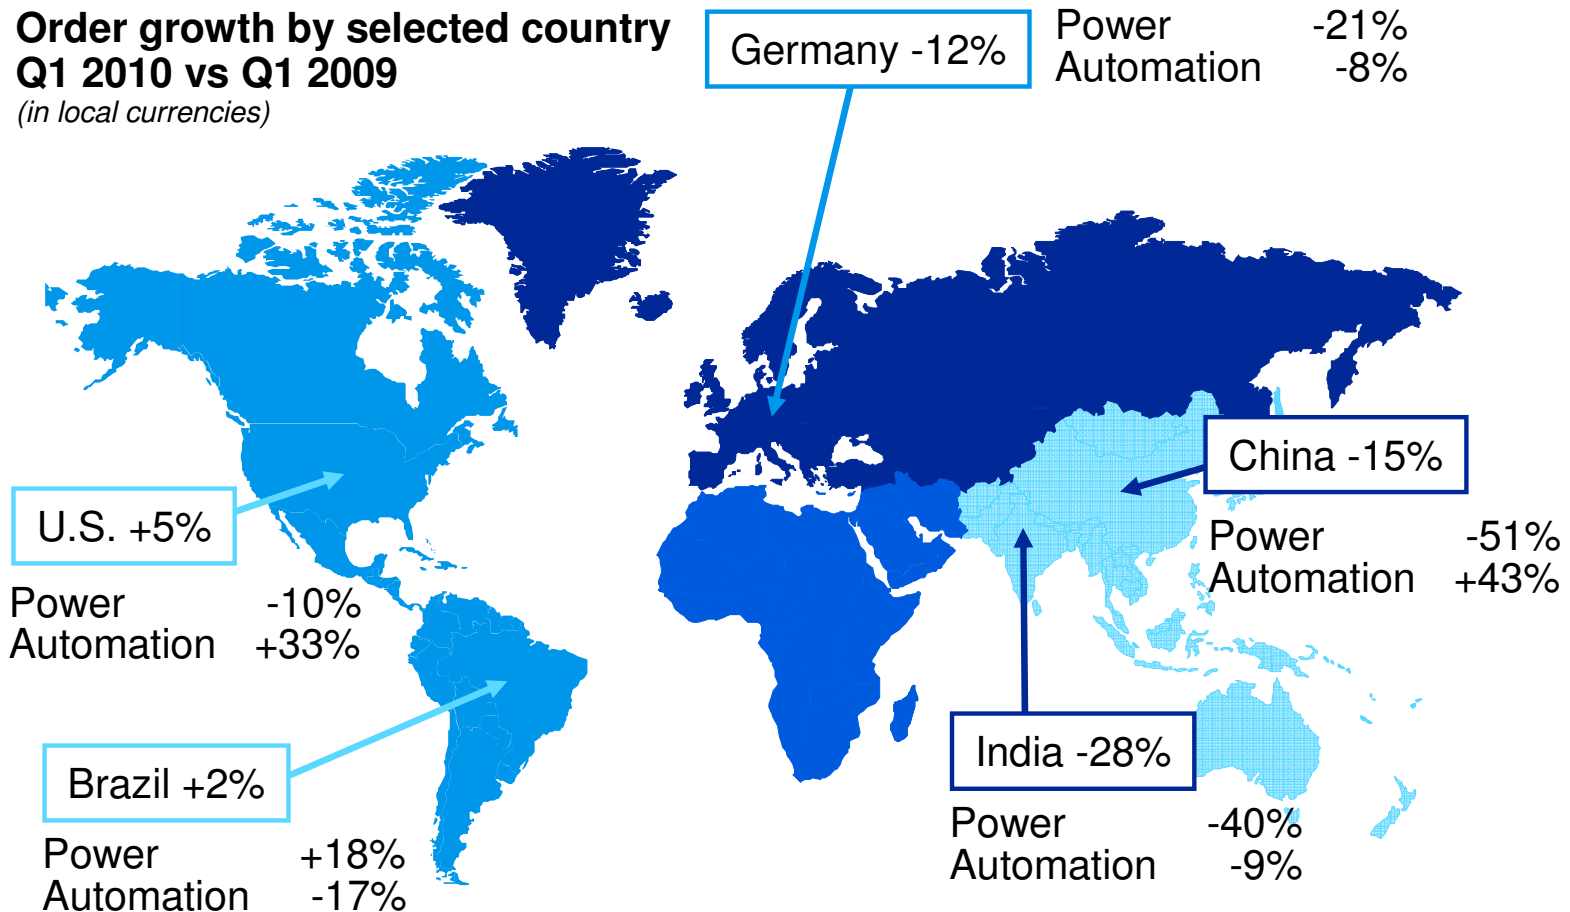 Order growth by selected country
Q1 2010 vs Q1 2009
(in local currencies)
Germany -12%
Power -21%
Automation -8%
China -15%
Power -51%
Automation +43%
U.S. +5%
Power -10%
Automation +33%
India -28%
Power -40%
Automation -9%
Brazil +2%
Power +18%
Automation -17%